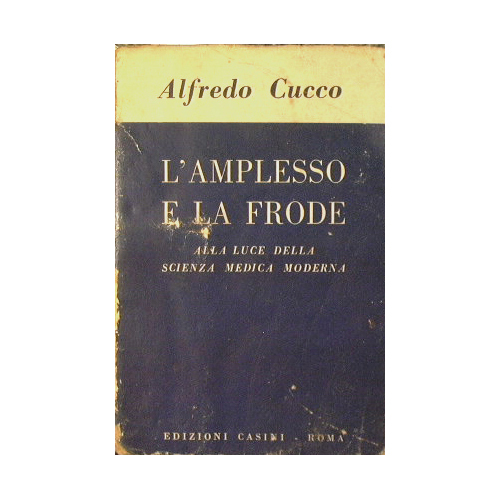 Alfredo Cucco
L'AMPLESSO
E LA FRODE
ALLA LUCE DELLA
SCIENZA MEDICA MODERNA
EDIZIONI CASINI - ROMA